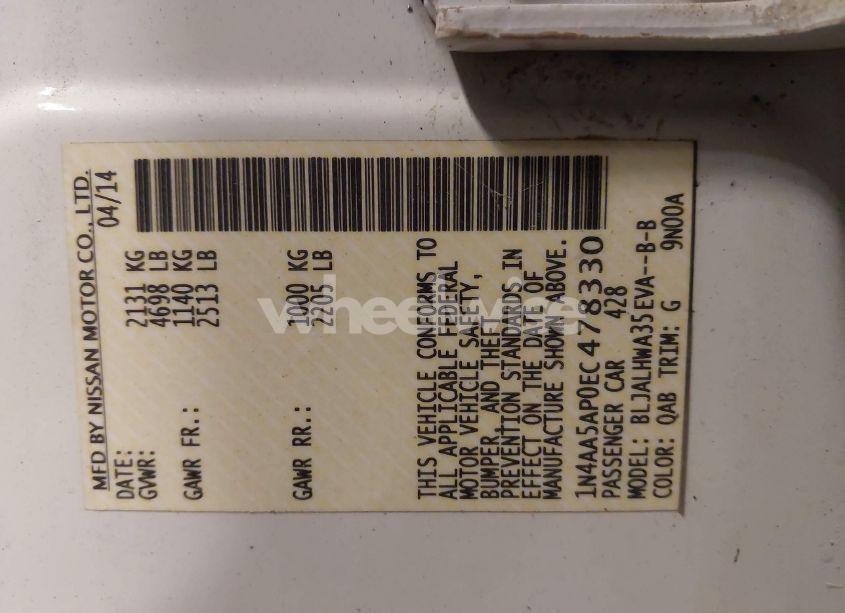 MFD BY NISSAN MOTOR CO., LTD.
DATE: 04/14
GVWR: 2131 KG
4698 LB
GAWR FR.: 1140 KG
2513 LB
GAWR RR.: 1000 KG
2205 LB
THIS VEHICLE CONFORMS TO
ALL APPLICABLE FEDERAL
MOTOR VEHICLE SAFETY,
BUMPER, AND THEFT
PREVENTION STANDARDS IN
EFFECT ON THE DATE OF
MANUFACTURE SHOWN ABOVE.
1N4AA5AP0EC478330
PASSENGER CAR 428
MODEL: BLJALHWA35EVA--B-B
COLOR: QAB TRIM: G 9N00A